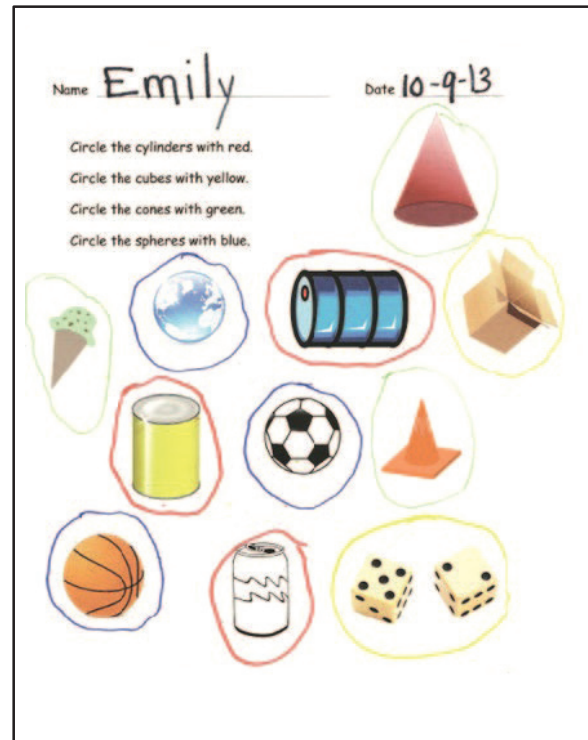 Name Emily Date 10-9-13
Circle the cylinders with red.
Circle the cubes with yellow.
Circle the cones with green.
Circle the spheres with blue.